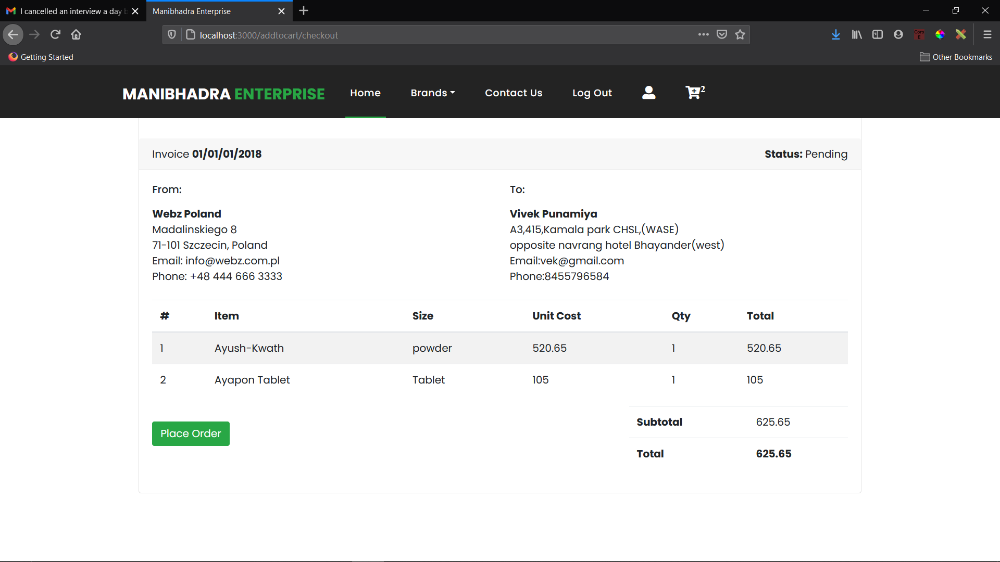 I cancelled an interview a day b
Manibhadra Enterprise
localhost:3000/addtocart/checkout
Cors
E
Getting Started
Other Bookmarks
MANIBHADRA ENTERPRISE
Home
Brands
Contact Us
Log Out
2
Invoice 01/01/01/2018
Status: Pending
From:
Webz Poland
Madalinskiego 8
71-101 Szczecin, Poland
Email: info@webz.com.pl
Phone: +48 444 666 3333
To:
Vivek Punamiya
A3,415,Kamala park CHSL,(WASE)
opposite navrang hotel Bhayander(west)
Email:vek@gmail.com
Phone:8455796584
# Item Size Unit Cost Qty Total
1 Ayush-Kwath powder 520.65 1 520.65
2 Ayapon Tablet Tablet 105 1 105
Subtotal 625.65
Place Order
Total 625.65